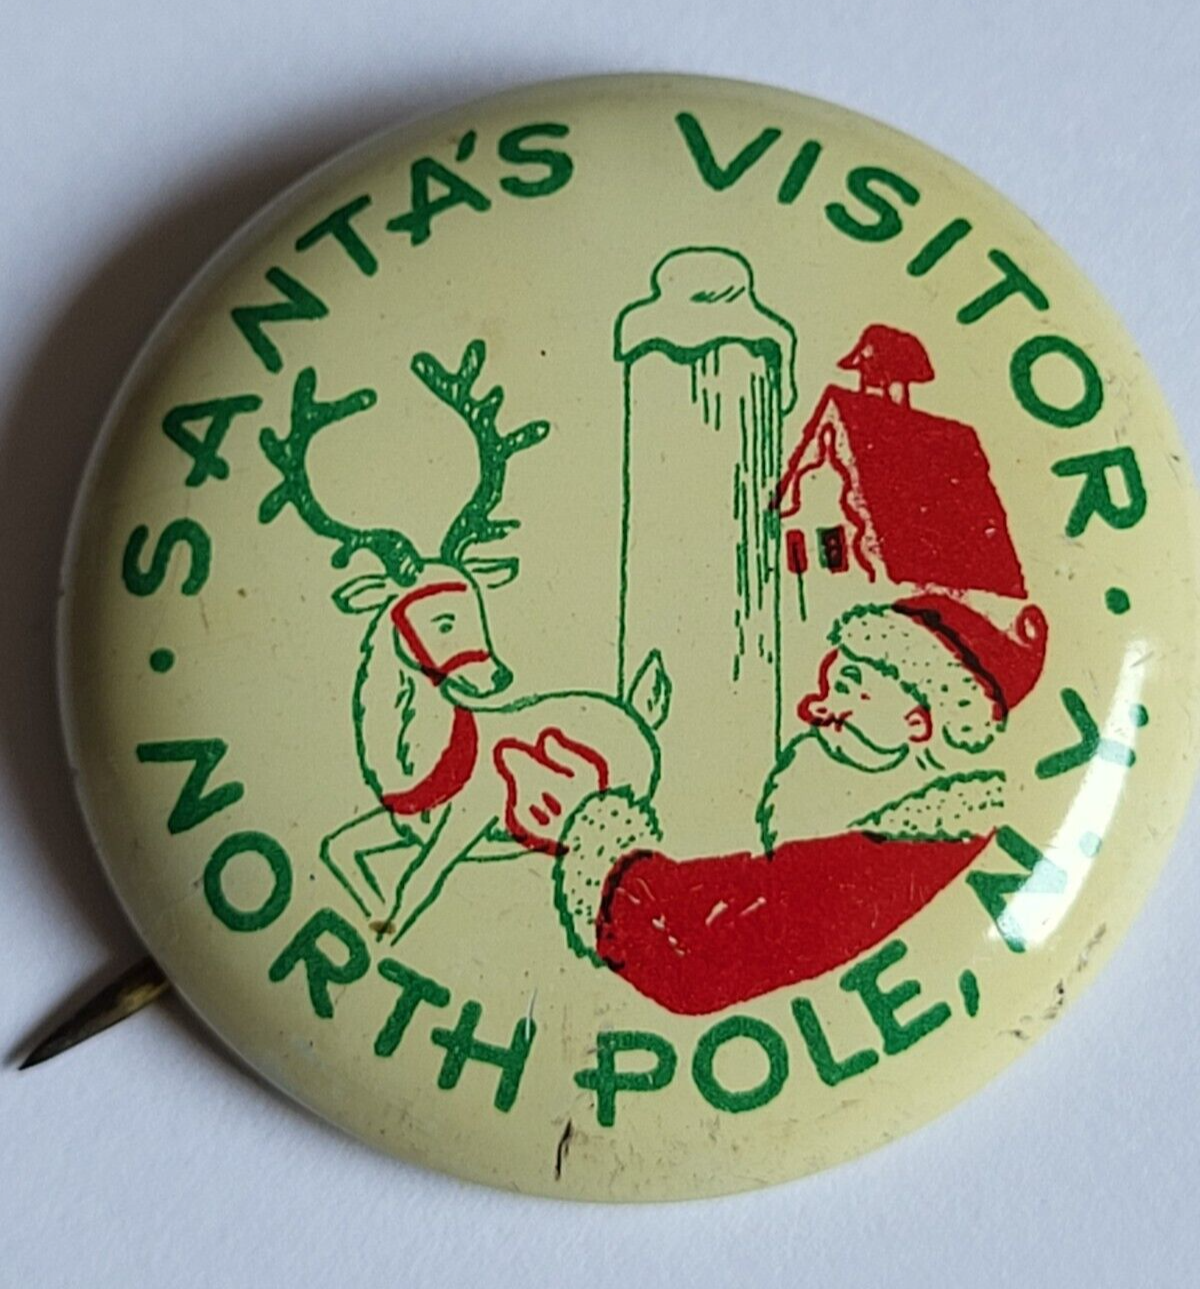 · SANTA'S VISITOR ·
NORTH POLE, N.Y.